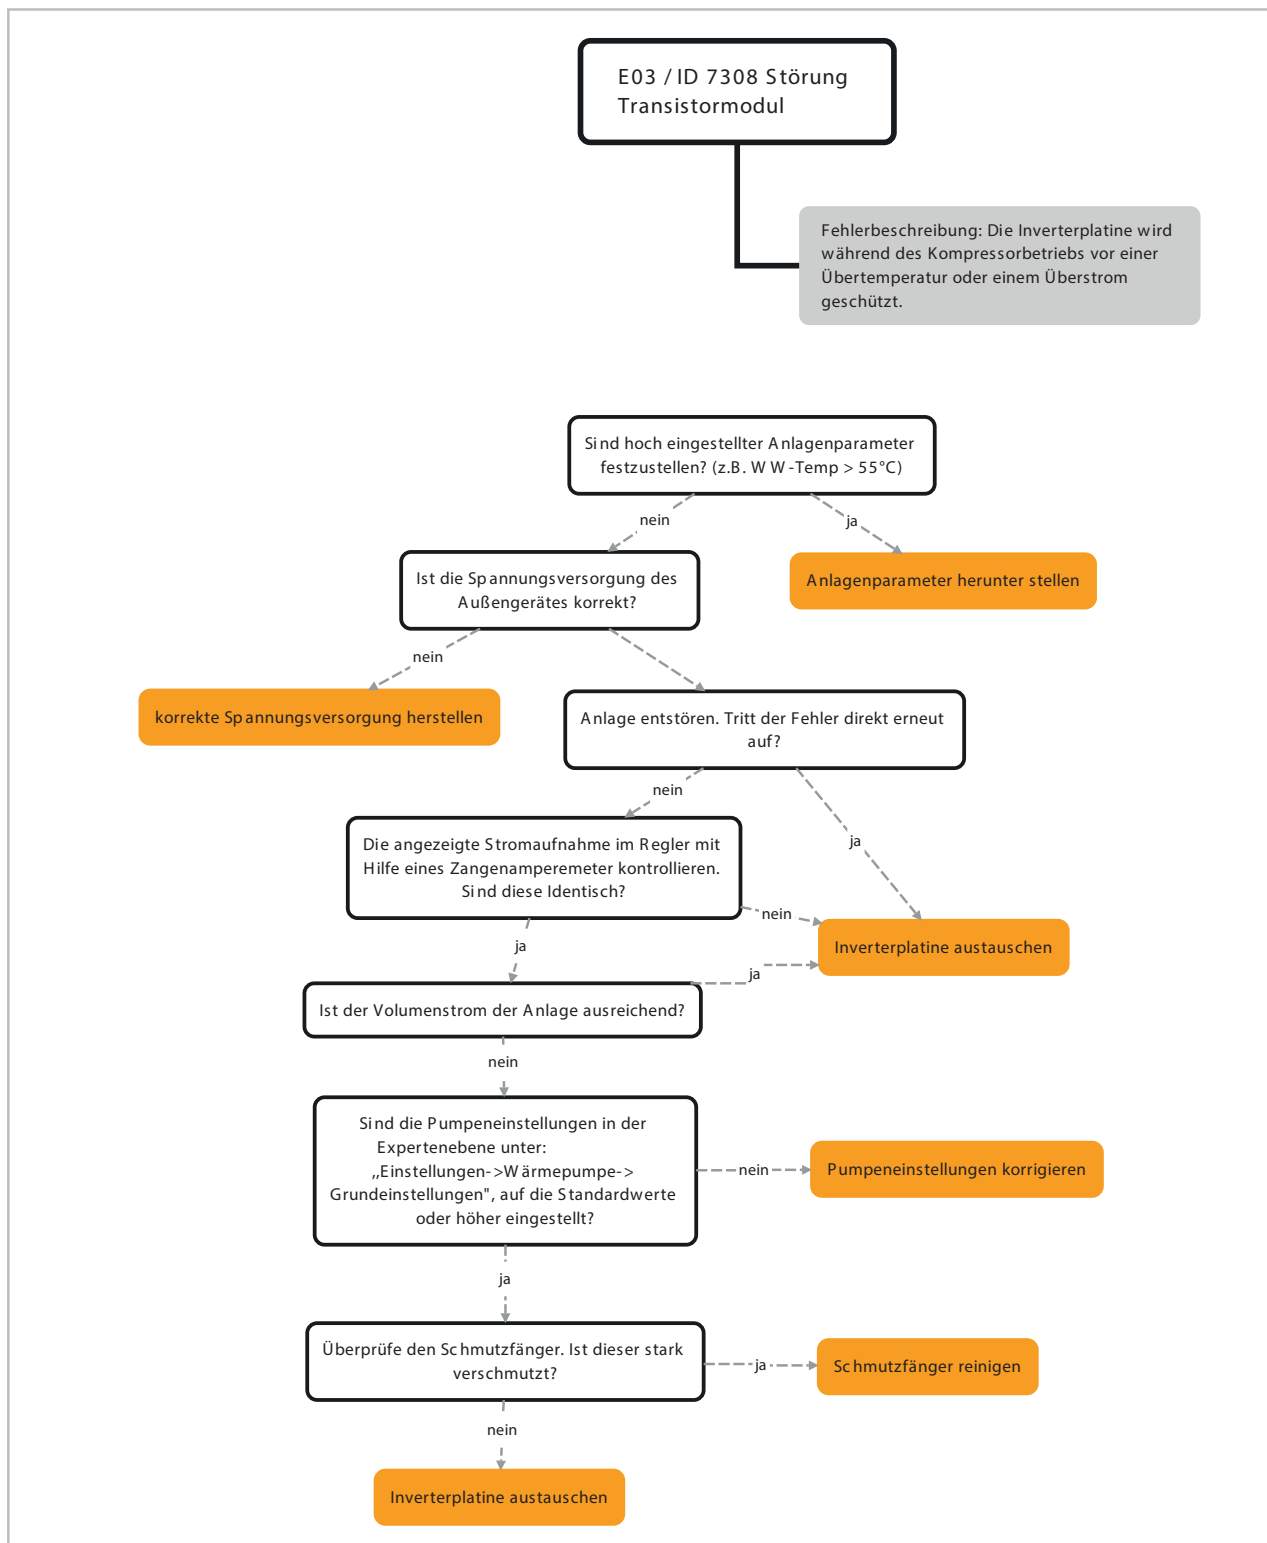 E03 / ID 7308 Störung
Transistormodul
Fehlerbeschreibung: Die Inverterplatine wird
während des Kompressorbetriebs vor einer
Übertemperatur oder einem Überstrom
geschützt.
Sind hoch eingestellter Anlagenparameter
festzustellen? (z.B. WW-Temp > 55°C)
nein
ja
Ist die Spannungsversorgung des
Außengerätes korrekt?
Anlagenparameter herunter stellen
nein
korrekte Spannungsversorgung herstellen
Anlage entstören. Tritt der Fehler direkt erneut
auf?
nein
ja
Die angezeigte Stromaufnahme im Regler mit
Hilfe eines Zangenamperemeter kontrollieren.
Sind diese Identisch?
nein
Inverterplatine austauschen
ja
ja
Ist der Volumenstrom der Anlage ausreichend?
nein
Sind die Pumpeneinstellungen in der
Expertenebene unter:
„Einstellungen->Wärmepumpe->
Grundeinstellungen", auf die Standardwerte
oder höher eingestellt?
nein
Pumpeneinstellungen korrigieren
ja
Überprüfe den Schmutzfänger. Ist dieser stark
verschmutzt?
ja
Schmutzfänger reinigen
nein
Inverterplatine austauschen